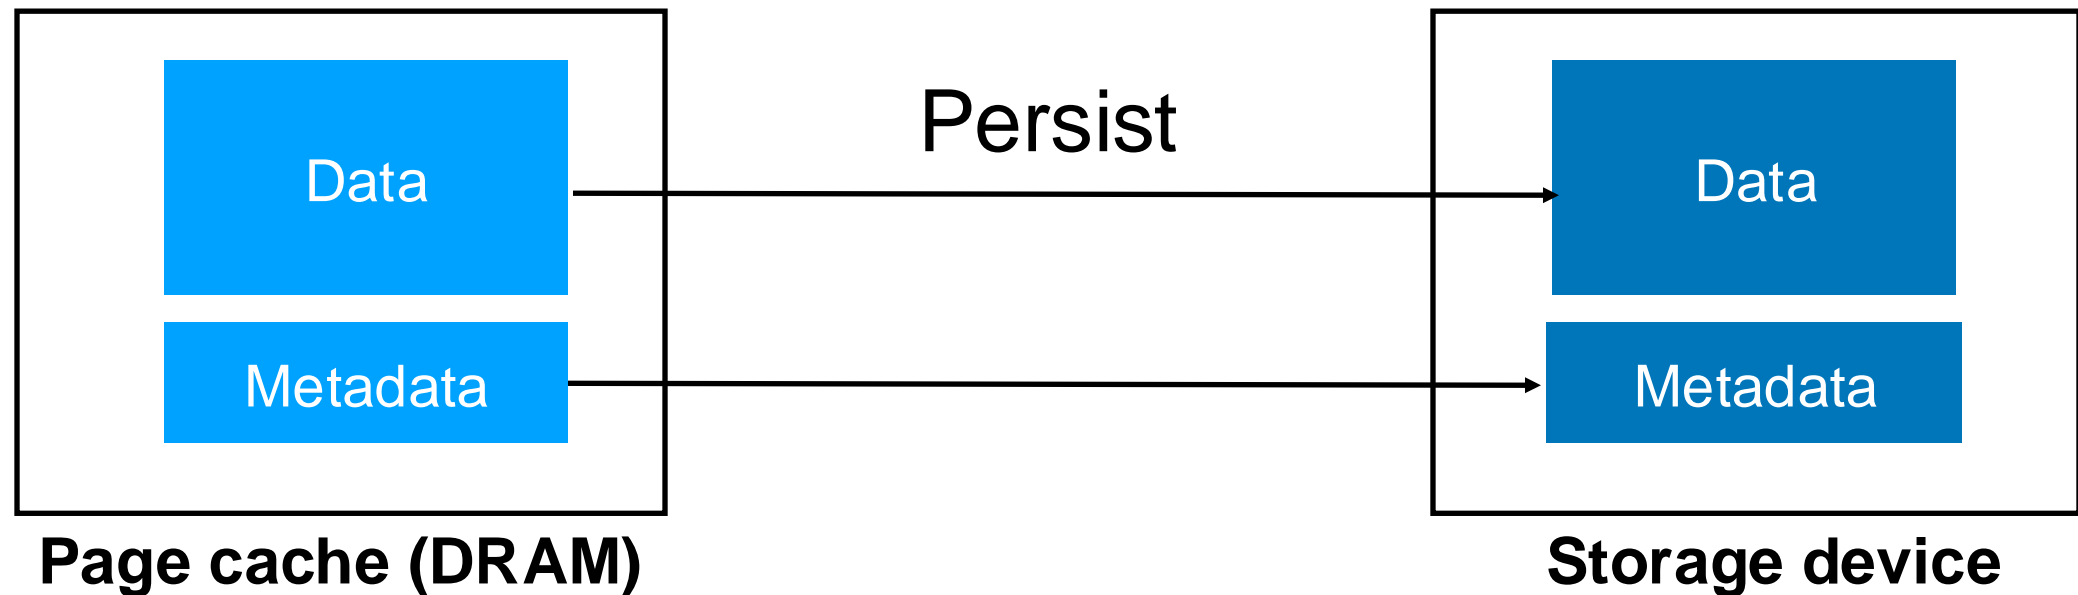 Data
Metadata
Page cache (DRAM)
Persist
Data
Metadata
Storage device